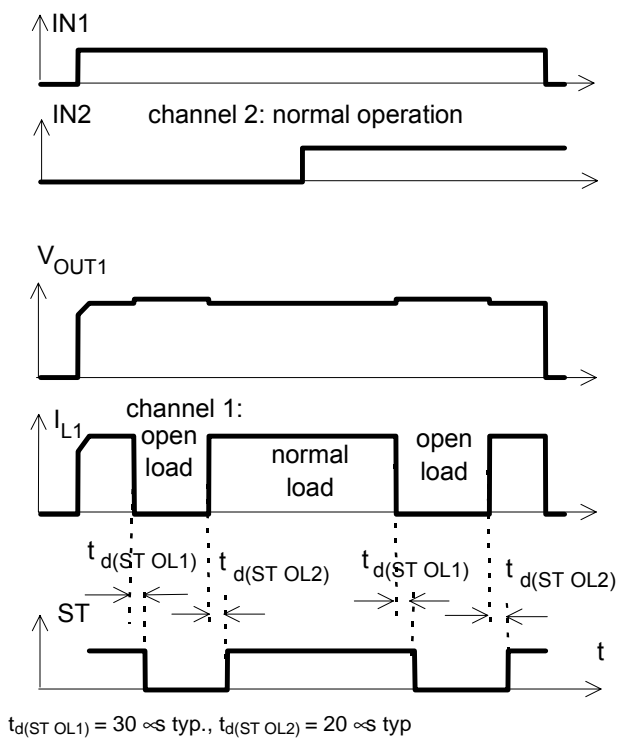 IN1
IN2 channel 2: normal operation
VOUT1
IL1
channel 1:
open load
normal load
open load
td(ST OL1)
td(ST OL2)
td(ST OL1)
td(ST OL2)
ST
t
td(ST OL1) = 30 ∝s typ., td(ST OL2) = 20 ∝s typ